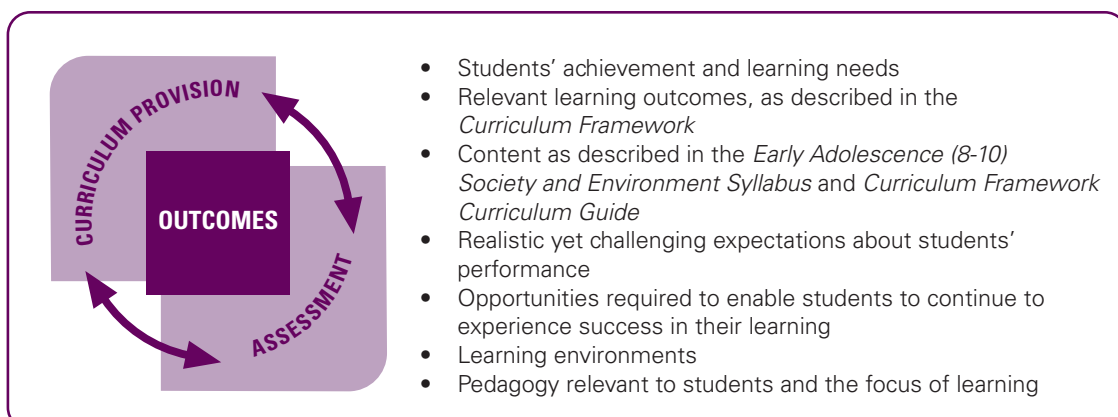 CURRICULUM PROVISION
OUTCOMES
ASSESSMENT
• Students’ achievement and learning needs
• Relevant learning outcomes, as described in the
Curriculum Framework
• Content as described in the Early Adolescence (8-10)
Society and Environment Syllabus and Curriculum Framework
Curriculum Guide
• Realistic yet challenging expectations about students’
performance
• Opportunities required to enable students to continue to
experience success in their learning
• Learning environments
• Pedagogy relevant to students and the focus of learning